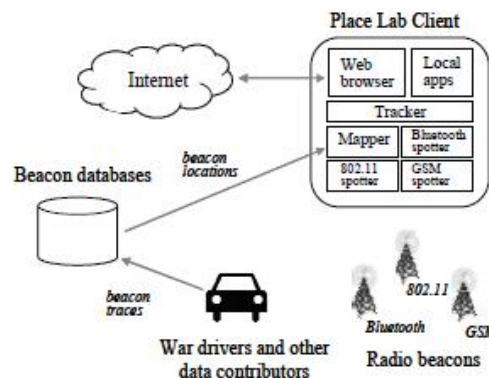 Place Lab Client
Internet
Web browser
Local apps
Tracker
Mapper
Bluetooth spotter
802.11 spotter
GSM spotter
beacon locations
Beacon databases
beacon traces
War drivers and other
data contributors
802.11
Bluetooth
GSM
Radio beacons